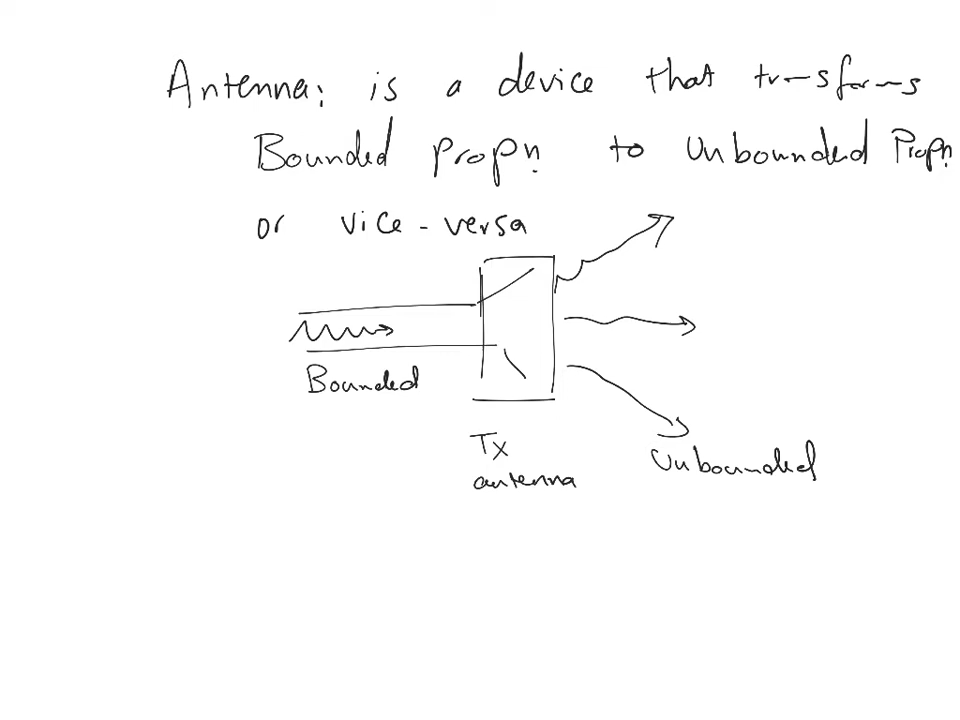 Antenna: is a device that transforms
Bounded Propn. to Unbounded Propn.
or vice-versa
Bounded
Tx
antenna
Unbounded